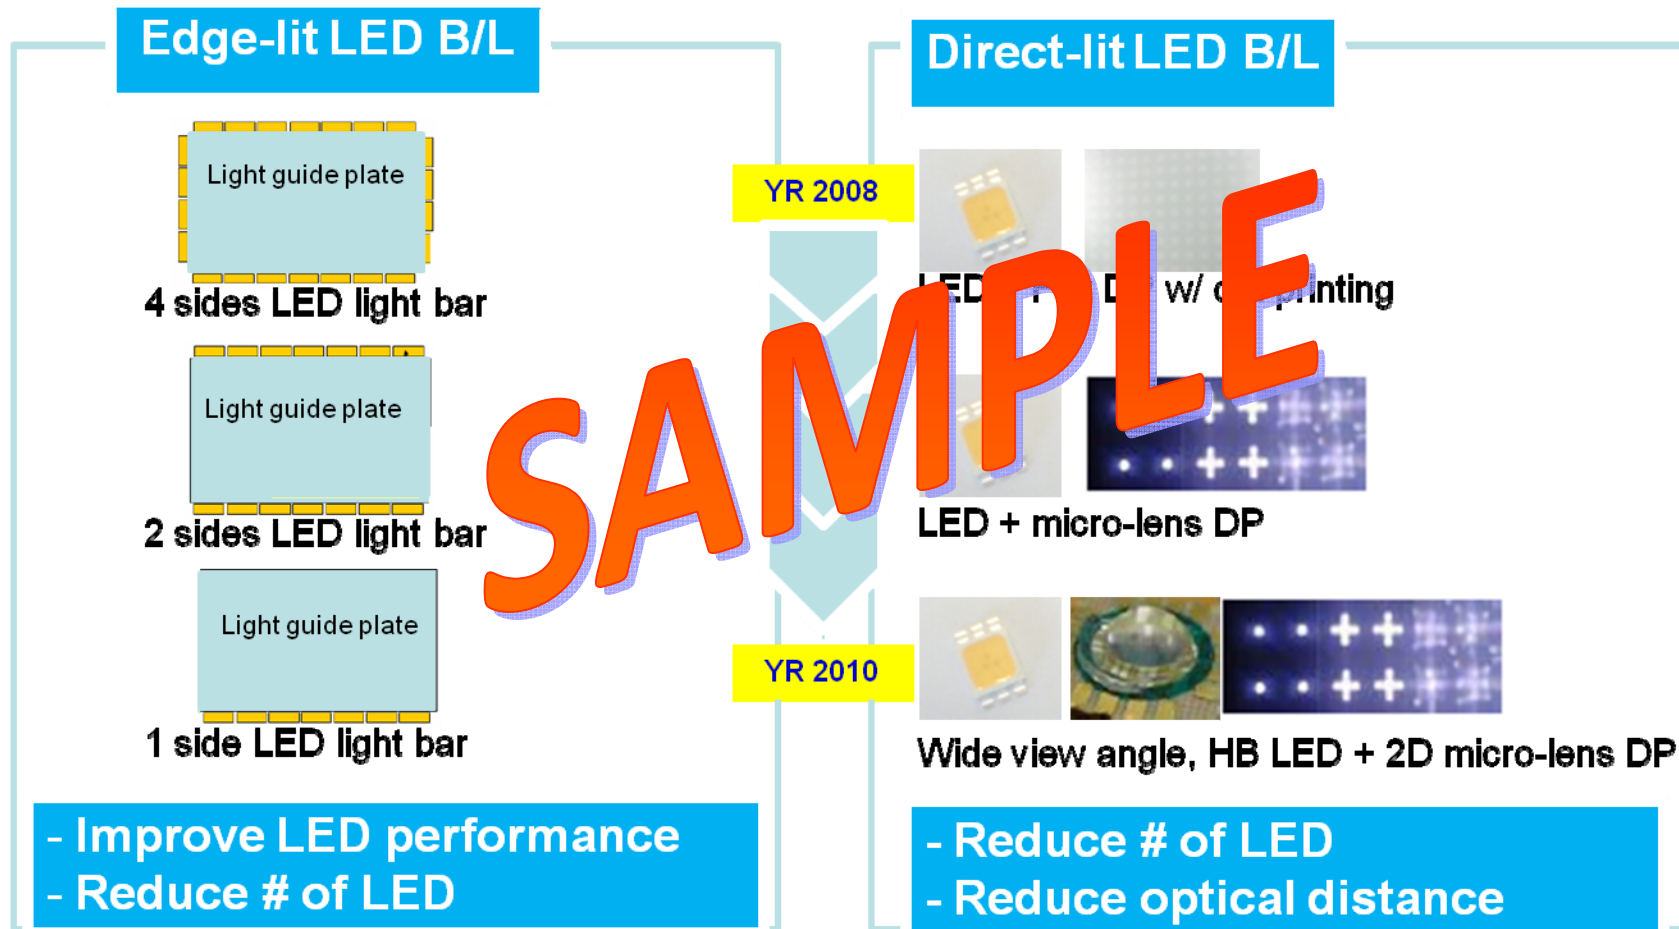 Edge-lit LED B/L
Light guide plate
4 sides LED light bar
Light guide plate
2 sides LED light bar
Light guide plate
1 side LED light bar
- Improve LED performance
- Reduce # of LED
YR 2008
YR 2010
Direct-lit LED B/L
LED w/ printing
LED + micro-lens DP
Wide view angle, HB LED + 2D micro-lens DP
- Reduce # of LED
- Reduce optical distance
SAMPLE